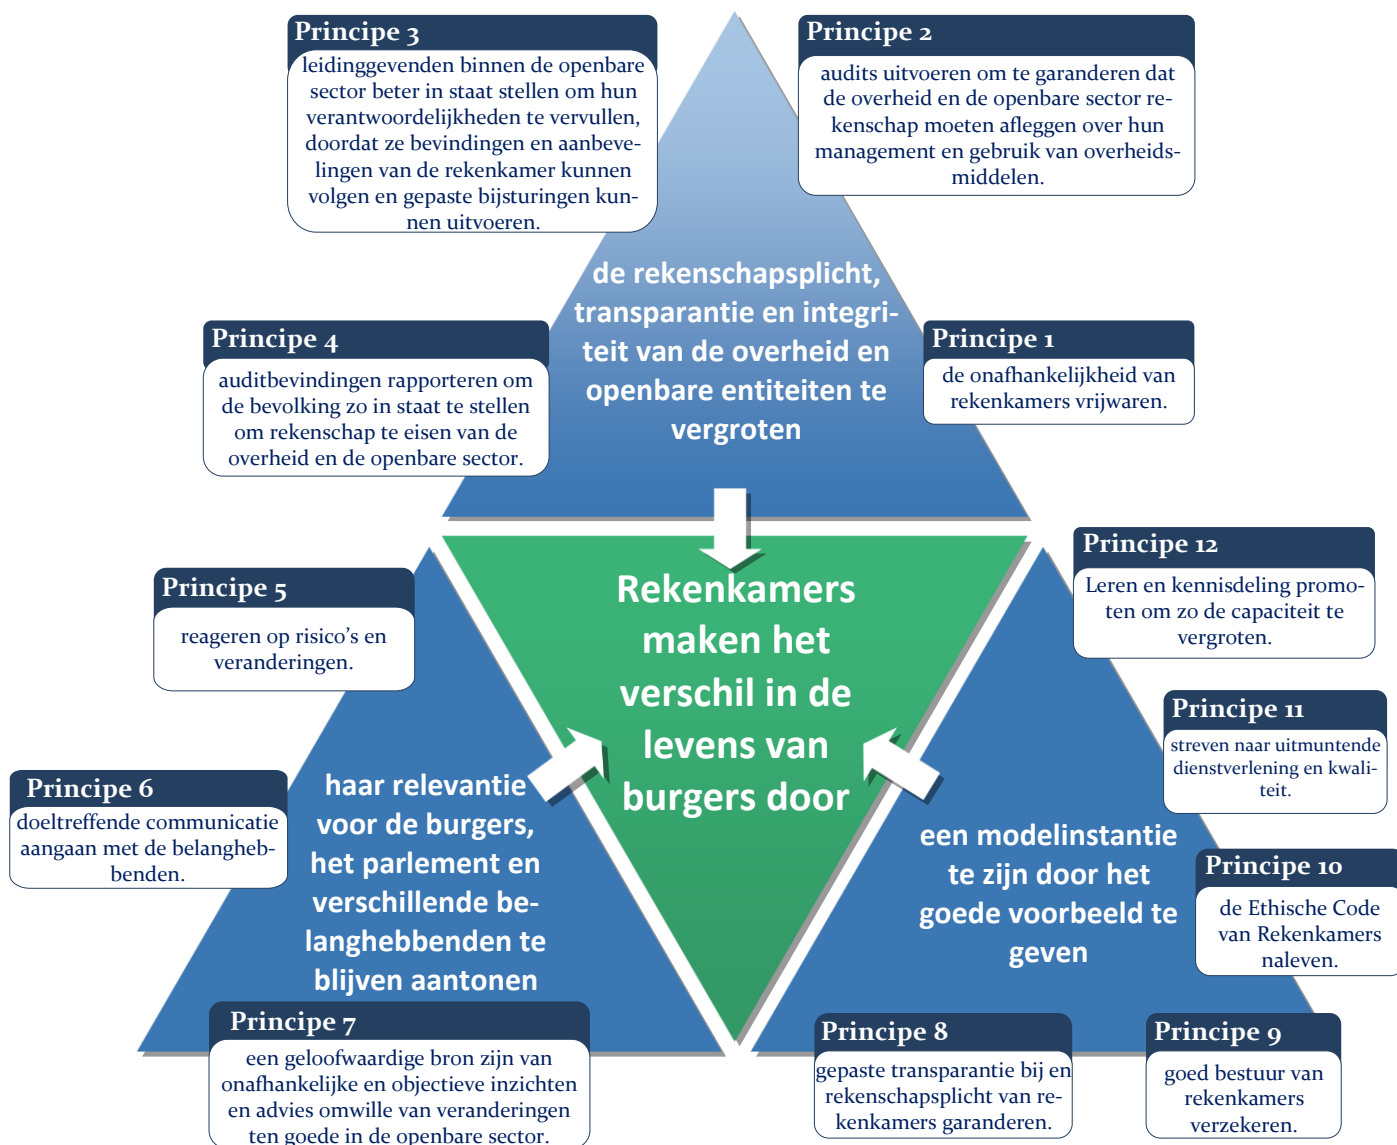 Principe 3
leidinggevenden binnen de openbare
sector beter in staat stellen om hun
verantwoordelijkheden te vervullen,
doordat ze bevindingen en aanbeve-
lingen van de rekenkamer kunnen
volgen en gepaste bijsturingen kun-
nen uitvoeren.
Principe 2
audits uitvoeren om te garanderen dat
de overheid en de openbare sector re-
kenschap moeten afleggen over hun
management en gebruik van overheids-
middelen.
de rekenschapsplicht,
transparantie en integri-
teit van de overheid en
openbare entiteiten te
vergroten
Principe 4
auditbevindingen rapporteren om
de bevolking zo in staat te stellen
om rekenschap te eisen van de
overheid en de openbare sector.
Principe 1
de onafhankelijkheid van
rekenkamers vrijwaren.
Principe 12
Leren en kennisdeling promo-
ten om zo de capaciteit te
vergroten.
Principe 5
reageren op risico’s en
veranderingen.
Rekenkamers
maken het
verschil in de
levens van
burgers door
Principe 11
streven naar uitmuntende
dienstverlening en kwali-
teit.
Principe 6
doeltreffende communicatie
aangaan met de belangheb-
benden.
haar relevantie
voor de burgers,
het parlement en
verschillende be-
langhebbenden te
blijven aantonen
een modelinstantie
te zijn door het
goede voorbeeld te
geven
Principe 10
de Ethische Code
van Rekenkamers
naleven.
Principe 7
een geloofwaardige bron zijn van
onafhankelijke en objectieve inzichten
en advies omwille van veranderingen
ten goede in de openbare sector.
Principe 8
gepaste transparantie bij en
rekenschapsplicht van re-
kenkamers garanderen.
Principe 9
goed bestuur van
rekenkamers
verzekeren.